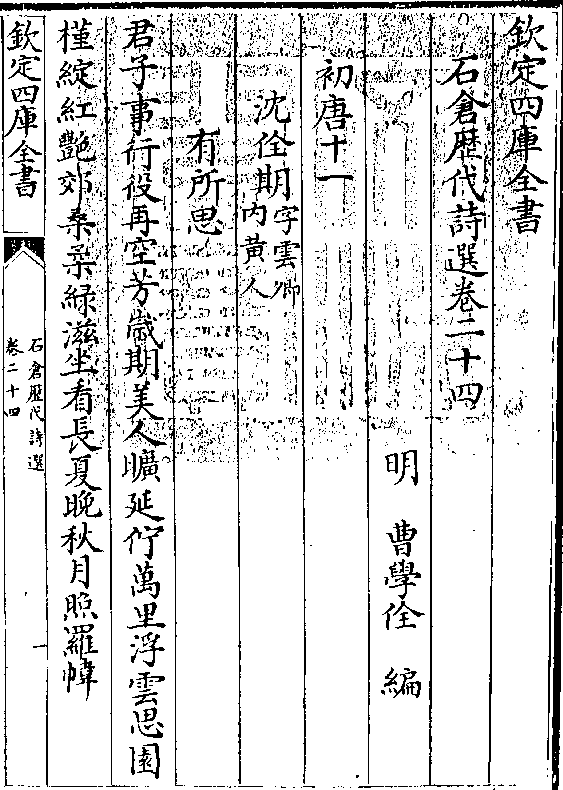 欽定四庫全書
石倉歷代詩選卷二十四
明 曹學佺 編
初唐十一
沈佺期字雲卿
内黄人
有所思
君子事行役再空芳歲期美人曠延佇萬里浮雲思園
槿綻紅艷郊桑柔緑滋坐看長夏晚秋月照羅幃
欽定四庫全書
石倉歷代詩選
卷二十四
一